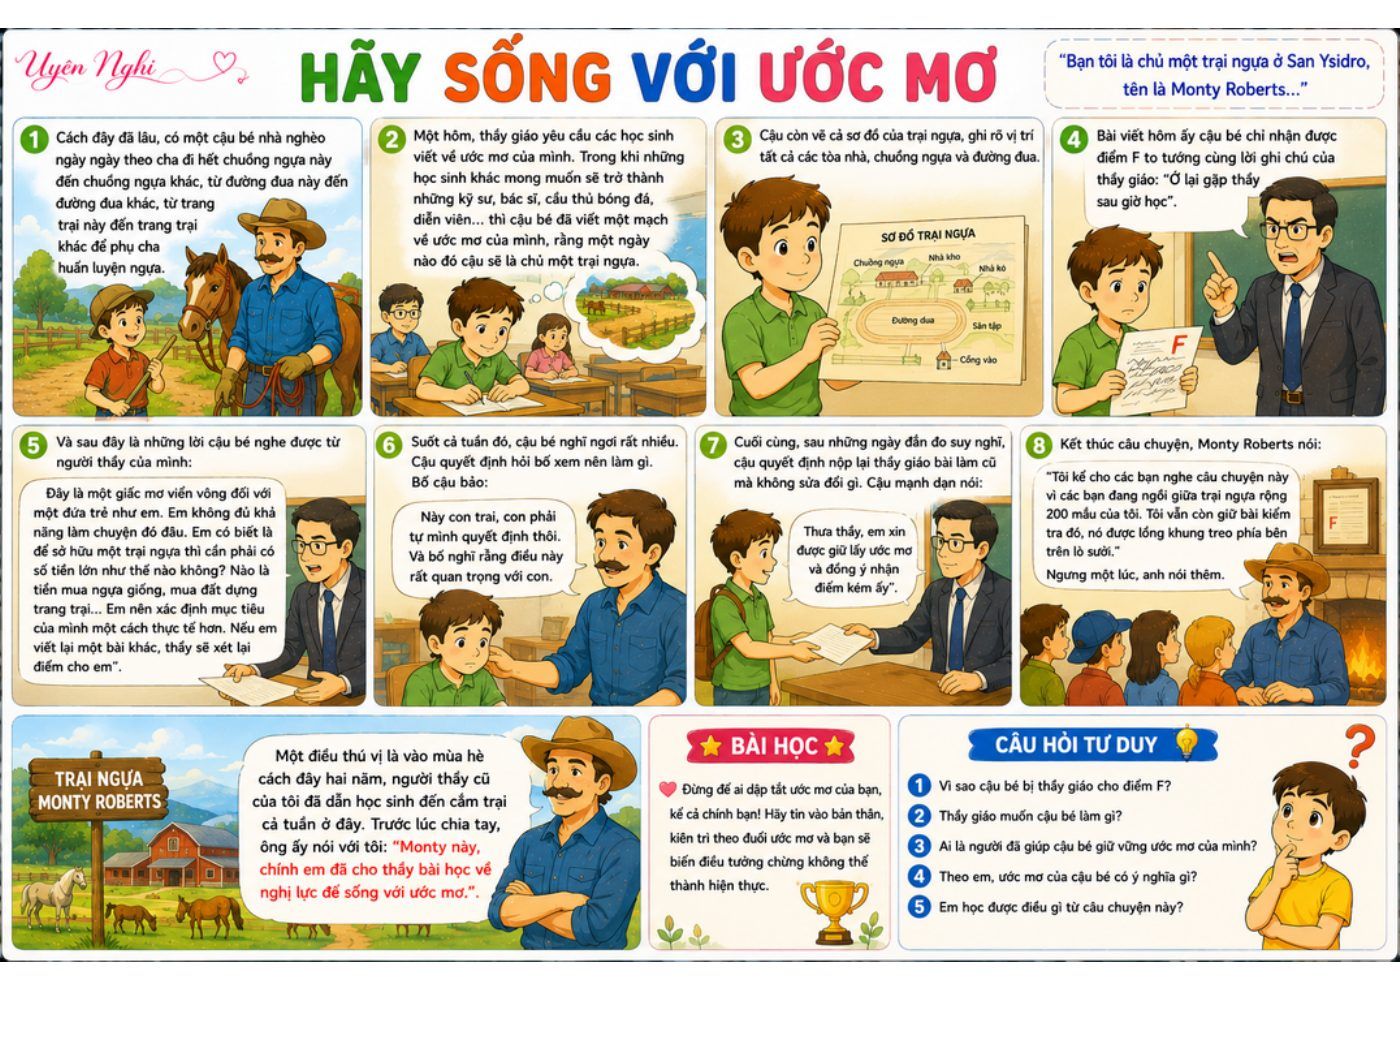 Uyên Nghi
HÃY SỐNG VỚI ƯỚC MƠ
“Bạn tôi là chủ một trại ngựa ở San Ysidro,
tên là Monty Roberts...”
1
Cách đây đã lâu, có một cậu bé nhà nghèo
ngày ngày theo cha đi hết chuồng ngựa này
đến chuồng ngựa khác, từ đường đua này đến
đường đua khác, từ trang
trại này đến trang trại
khác để phụ cha
huấn luyện ngựa.
2
Một hôm, thầy giáo yêu cầu các học sinh
viết về ước mơ của mình. Trong khi những
học sinh khác mong muốn sẽ trở thành
những kỹ sư, bác sĩ, cầu thủ bóng đá,
diễn viên... thì cậu bé đã viết một mạch
về ước mơ của mình, rằng một ngày
nào đó cậu sẽ là chủ một trại ngựa.
3
Cậu còn vẽ cả sơ đồ của trại ngựa, ghi rõ vị trí
tất cả các tòa nhà, chuồng ngựa và đường đua.
SƠ ĐỒ TRẠI NGỰA
Chuồng ngựa
Nhà kho
Nhà kó
Đường đua
Sân tập
Cổng vào
4
Bài viết hôm ấy cậu bé chỉ nhận được
điểm F to tướng cùng lời ghi chú của
thầy giáo: “Ở lại gặp thầy
sau giờ học”.
F
5
Và sau đây là những lời cậu bé nghe được từ
người thầy của mình:
Đây là một giấc mơ viển vông đối với
một đứa trẻ như em. Em không đủ khả
năng làm chuyện đó đâu. Em có biết là
để sở hữu một trại ngựa thì cần phải có
số tiền lớn như thế nào không? Nào là
tiền mua ngựa giống, mua đất dựng
trang trại... Em nên xác định mục tiêu
của mình một cách thực tế hơn. Nếu em
viết lại một bài khác, thầy sẽ xét lại
điểm cho em”.
6
Suốt cả tuần đó, cậu bé nghĩ ngơi rất nhiều.
Cậu quyết định hỏi bố xem nên làm gì.
Bố cậu bảo:
Này con trai, con phải
tự mình quyết định thôi.
Và bố nghĩ rằng điều này
rất quan trọng với con.
7
Cuối cùng, sau những ngày đắn đo suy nghĩ,
cậu quyết định nộp lại thầy giáo bài làm cũ
mà không sửa đổi gì. Cậu mạnh dạn nói:
Thưa thầy, em xin
được giữ lấy ước mơ
và đồng ý nhận
điểm kém ấy”.
8
Kết thúc câu chuyện, Monty Roberts nói:
“Tôi kể cho các bạn nghe câu chuyện này
vì các bạn đang ngồi giữa trại ngựa rộng
200 mẫu của tôi. Tôi vẫn còn giữ bài kiểm
tra đó, nó được lồng khung treo phía bên
trên lò sưởi.”
Ngưng một lúc, anh nói thêm.
F
TRẠI NGỰA
MONTY ROBERTS
Một điều thú vị là vào mùa hè
cách đây hai năm, người thầy cũ
của tôi đã dẫn học sinh đến cắm trại
cả tuần ở đây. Trước lúc chia tay,
ông ấy nói với tôi: “Monty này,
chính em đã cho thầy bài học về
nghị lực để sống với ước mơ.”.
BÀI HỌC
Đừng để ai dập tắt ước mơ của bạn,
kể cả chính bạn! Hãy tin vào bản thân,
kiên trì theo đuổi ước mơ và bạn sẽ
biến điều tưởng chừng không thể
thành hiện thực.
CÂU HỎI TƯ DUY
?
1 Vì sao cậu bé bị thầy giáo cho điểm F?
2 Thầy giáo muốn cậu bé làm gì?
3 Ai là người đã giúp cậu bé giữ vững ước mơ của mình?
4 Theo em, ước mơ của cậu bé có ý nghĩa gì?
5 Em học được điều gì từ câu chuyện này?